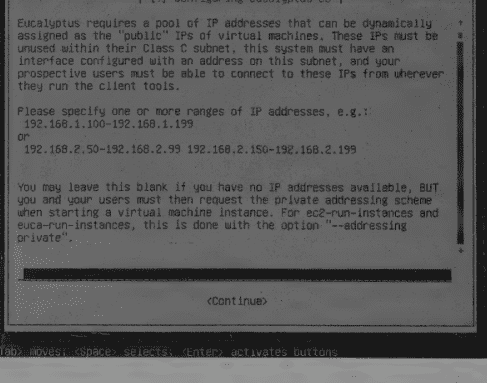 [!] Configuring eucalyptus-cc
Eucalyptus requires a pool of IP addresses that can be dynamically
assigned as the "public" IPs of virtual machines. These IPs must be
unused within their Class C subnet, this system must have an
interface configured with an address on this subnet, and your
prospective users must be able to connect to these IPs from wherever
they run the client tools.
Please specify one or more ranges of IP addresses, e.g.:
192.168.1.100-192.168.1.199
or
192.168.2.50-192.168.2.99 192.168.2.150-192.168.2.199
You may leave this blank if you have no IP addresses available, BUT
you and your users must then request the private addressing scheme
when starting a virtual machine instance. For ec2-run-instances and
euca-run-instances, this is done with the option "--addressing
private".
<Continue>
Tab> moves; <Space> selects; <Enter> activates buttons